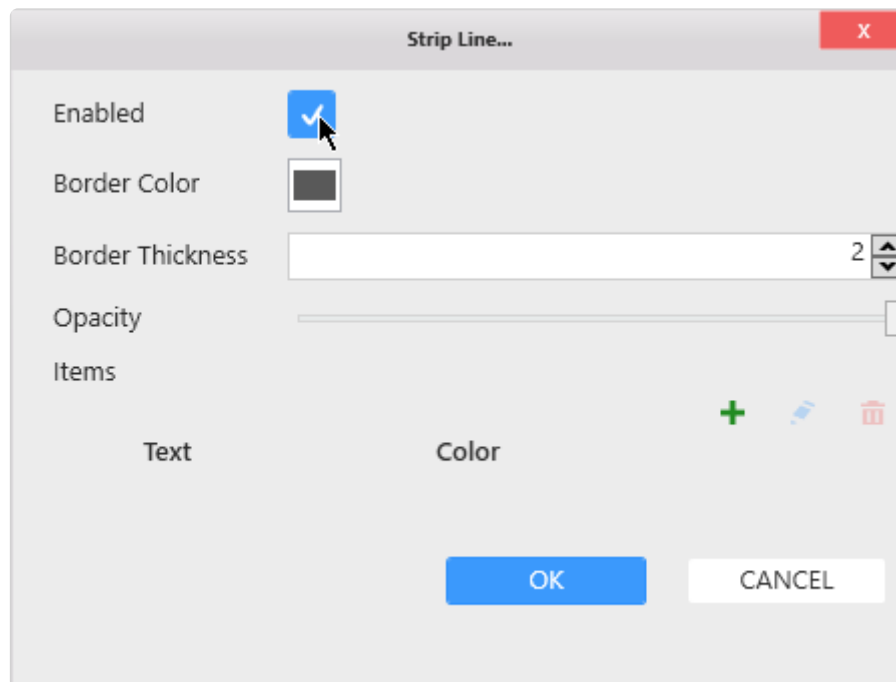 Strip Line...
X
Enabled
Border Color
Border Thickness
2
Opacity
Items
Text Color
OK CANCEL